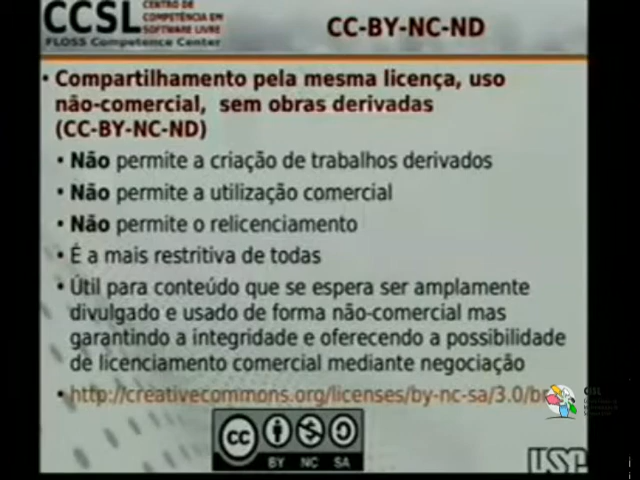 CCSL CENTRO DE
COMPETÊNCIA EM
SOFTWARE LIVRE
FLOSS Competence Center
CC-BY-NC-ND
• Compartilhamento pela mesma licença, uso
não-comercial, sem obras derivadas
(CC-BY-NC-ND)
• Não permite a criação de trabalhos derivados
• Não permite a utilização comercial
• Não permite o relicenciamento
• É a mais restritiva de todas
• Útil para conteúdo que se espera ser amplamente
divulgado e usado de forma não-comercial mas
garantindo a integridade e oferecendo a possibilidade
de licenciamento comercial mediante negociação
• http://creativecommons.org/licenses/by-nc-sa/3.0/br
cc
BY NC SA
USP